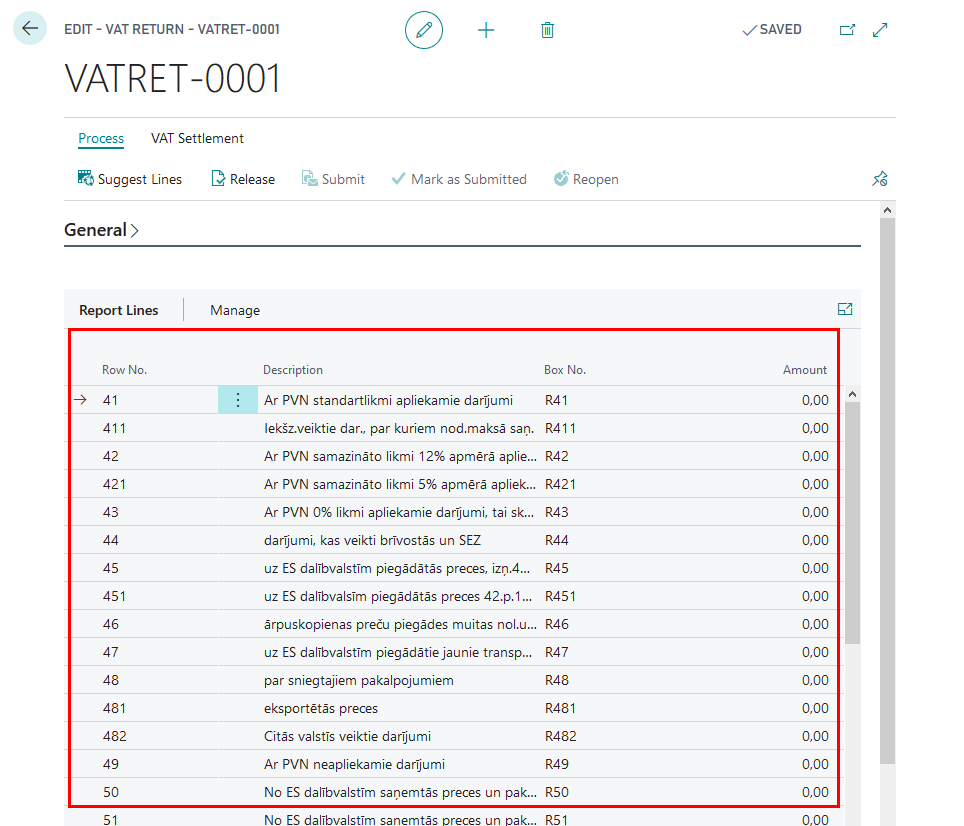 EDIT - VAT RETURN - VATRET-0001
SAVED
VATRET-0001
Process VAT Settlement
Suggest Lines Release Submit Mark as Submitted Reopen
General
Report Lines Manage
Row No. Description Box No. Amount
41 Ar PVN standartlikmi apliekamie darījumi R41 0,00
411 Iekšz.veiktie dar., par kuriem nod.maksā saņ. R411 0,00
42 Ar PVN samazināto likmi 12% apmērā aplie... R42 0,00
421 Ar PVN samazināto likmi 5% apmērā apliek... R421 0,00
43 Ar PVN 0% likmi apliekamie darījumi, tai sk... R43 0,00
44 darījumi, kas veikti brīvostās un SEZ R44 0,00
45 uz ES dalībvalstīm piegādātās preces, izņ.4... R45 0,00
451 uz ES dalībvalsīm piegādātās preces 42.p.1... R451 0,00
46 ārpuskopienas preču piegādes muitas nol.u... R46 0,00
47 uz ES dalībvalstīm piegādātie jaunie transp... R47 0,00
48 par sniegtajiem pakalpojumiem R48 0,00
481 eksportētās preces R481 0,00
482 Citās valstīs veiktie darījumi R482 0,00
49 Ar PVN neapliekamie darījumi R49 0,00
50 No ES dalībvalstīm saņemtās preces un pak... R50 0,00
51 No ES dalībvalstīm saņemtās preces un pak... R51 0,00